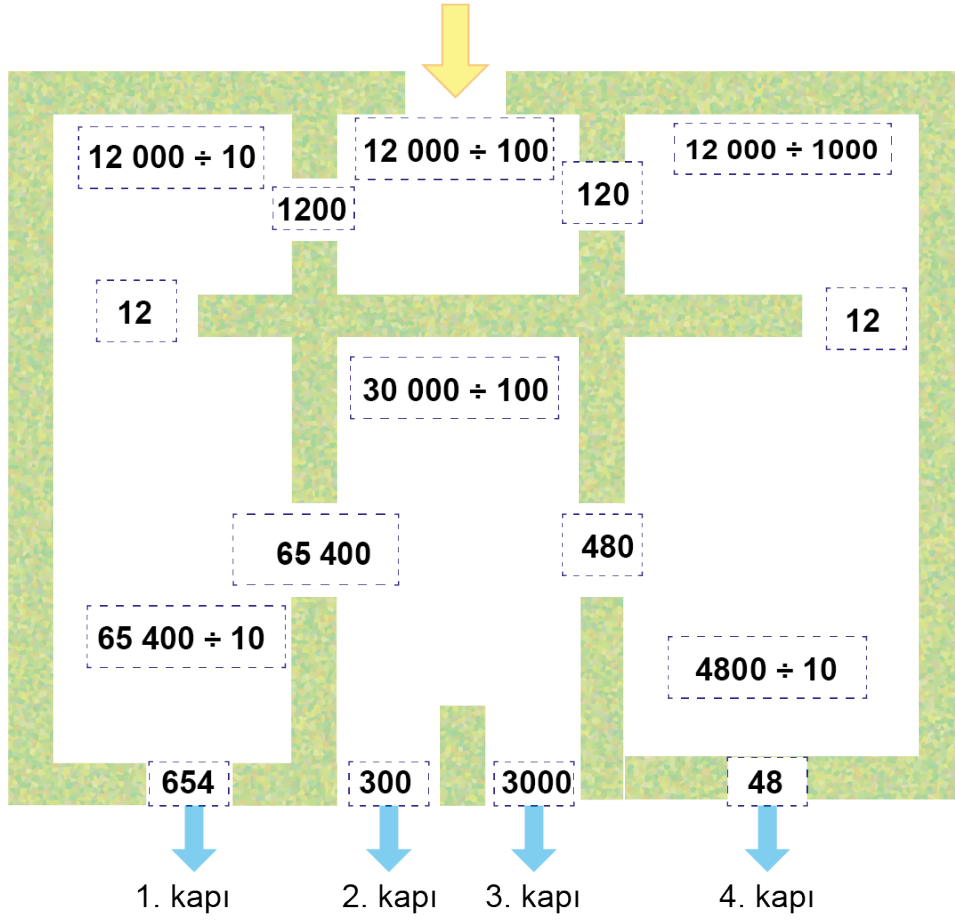 12 000 ÷ 10
12 000 ÷ 100
12 000 ÷ 1000
1200
120
12
12
30 000 ÷ 100
65 400
480
65 400 ÷ 10
4800 ÷ 10
654
300
3000
48
1. kapı
2. kapı
3. kapı
4. kapı